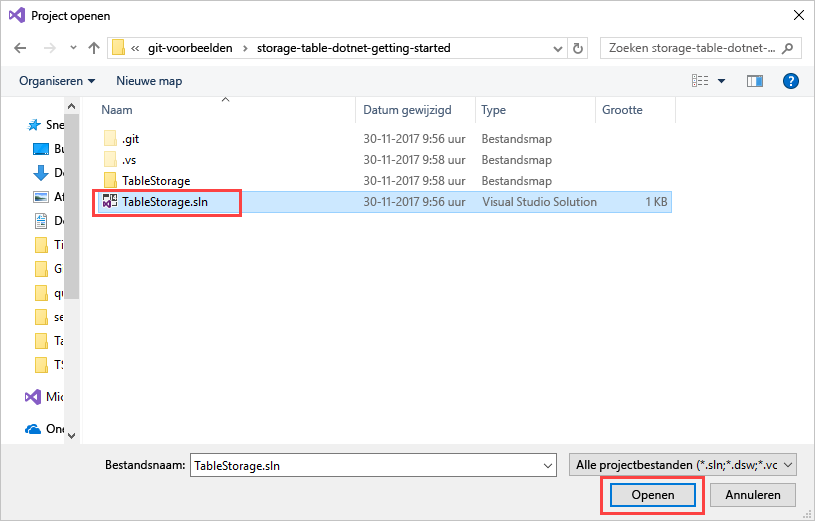 Project openen
« git-voorbeelden > storage-table-dotnet-getting-started
Zoeken storage-table-dotnet-...
Organiseren Nieuwe map
Naam Datum gewijzigd Type Grootte
.git 30-11-2017 9:56 uur Bestandsmap
.vs 30-11-2017 9:58 uur Bestandsmap
TableStorage 30-11-2017 9:58 uur Bestandsmap
TableStorage.sln 30-11-2017 9:56 uur Visual Studio Solution 1 KB
Sne
Bu
Do
Af
Do
Ti
G
qu
se
Ta
TS
Mic
One
Bestandsnaam: TableStorage.sln
Alle projectbestanden (*.sln;*.dsw;*.vc
Openen Annuleren